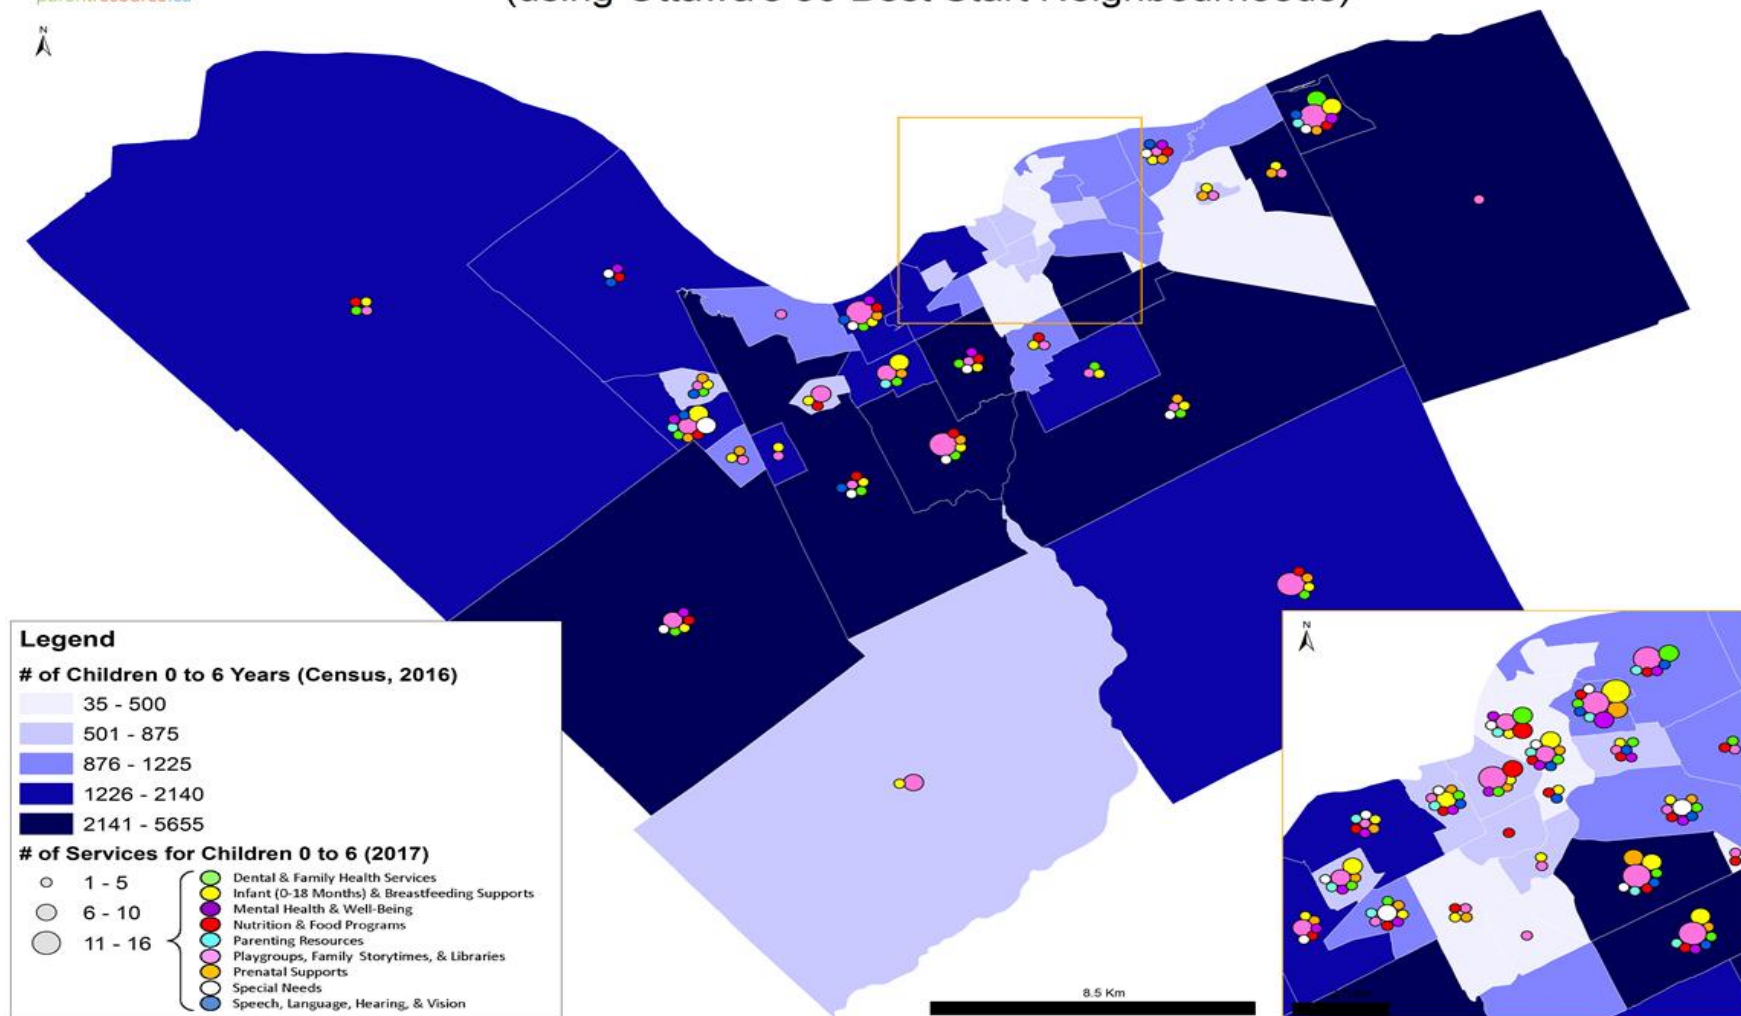 N
Legend
# of Children 0 to 6 Years (Census, 2016)
35 - 500
501 - 875
876 - 1225
1226 - 2140
2141 - 5655
# of Services for Children 0 to 6 (2017)
1 - 5
6 - 10
11 - 16
Dental & Family Health Services
Infant (0-18 Months) & Breastfeeding Supports
Mental Health & Well-Being
Nutrition & Food Programs
Parenting Resources
Playgroups, Family Storytimes, & Libraries
Prenatal Supports
Special Needs
Speech, Language, Hearing, & Vision
8.5 Km
N